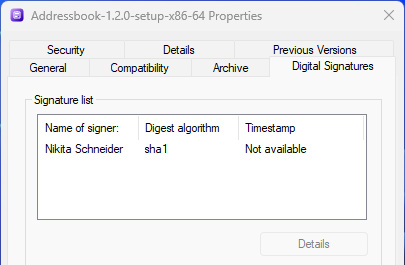 Addressbook-1.2.0-setup-x86-64 Properties
Security Details Previous Versions
General Compatibility Archive Digital Signatures
Signature list
Name of signer: Digest algorithm Timestamp
Nikita Schneider sha1 Not available
Details